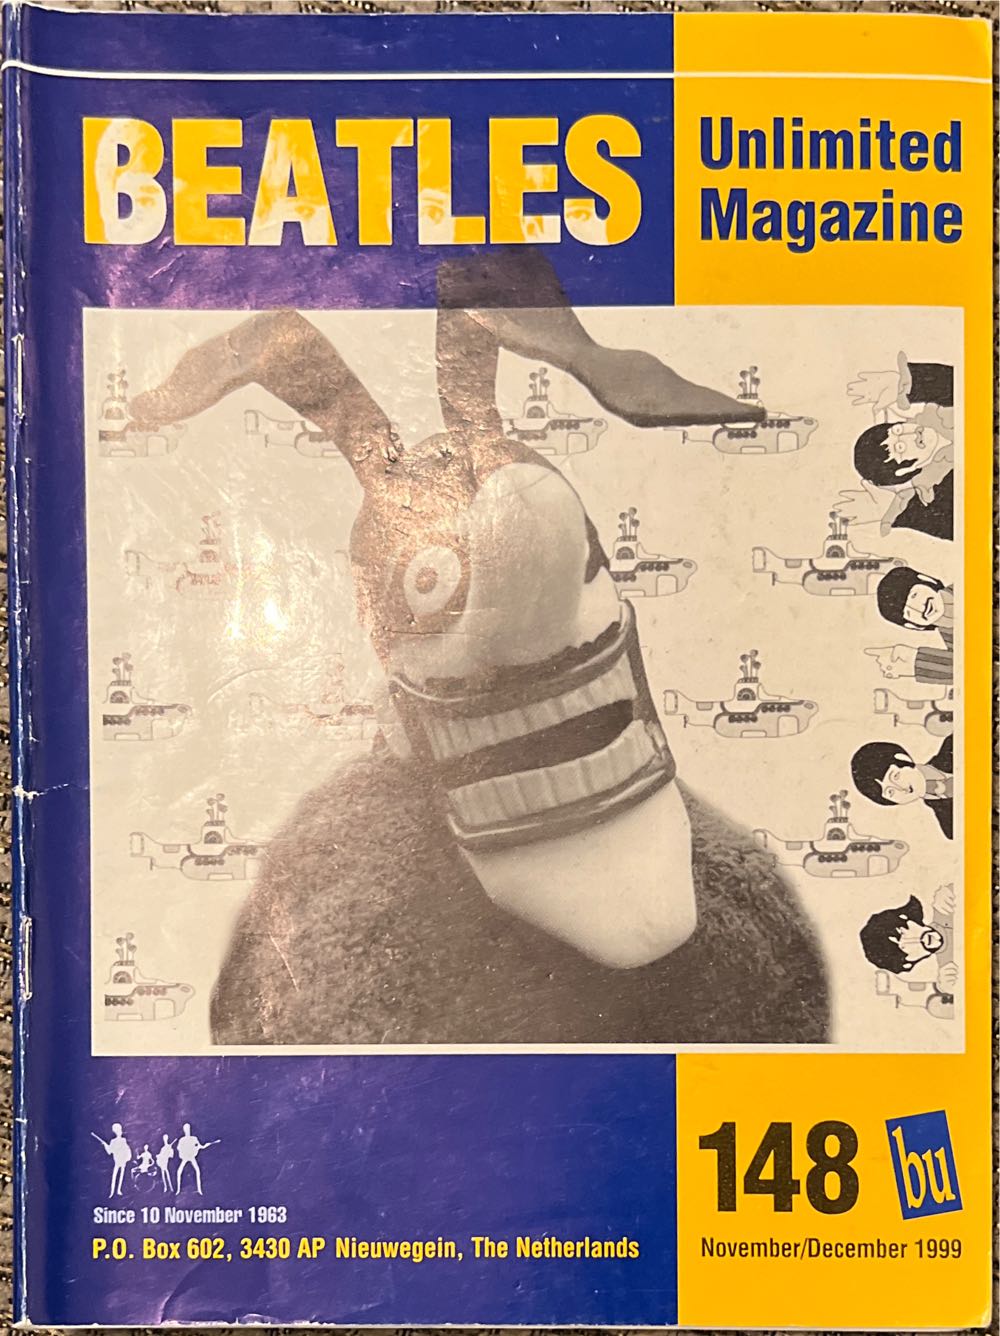 BEATLES
Unlimited
Magazine
148
bu
Since 10 November 1963
P.O. Box 602, 3430 AP Nieuwegein, The Netherlands
November/December 1999